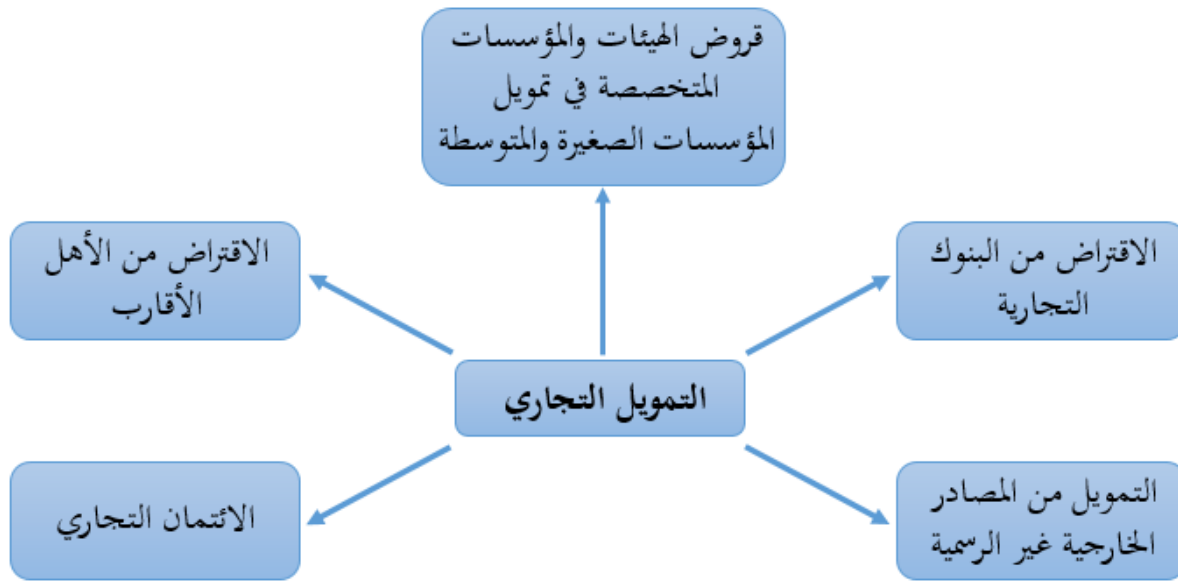 قروض الهيئات والمؤسسات
المتخصصة في تمويل
المؤسسات الصغيرة والمتوسطة
الاقتراض من البنوك
التجارية
الاقتراض من الأهل
الأقارب
التمويل التجاري
التمويل من المصادر
الخارجية غير الرسمية
الائتمان التجاري